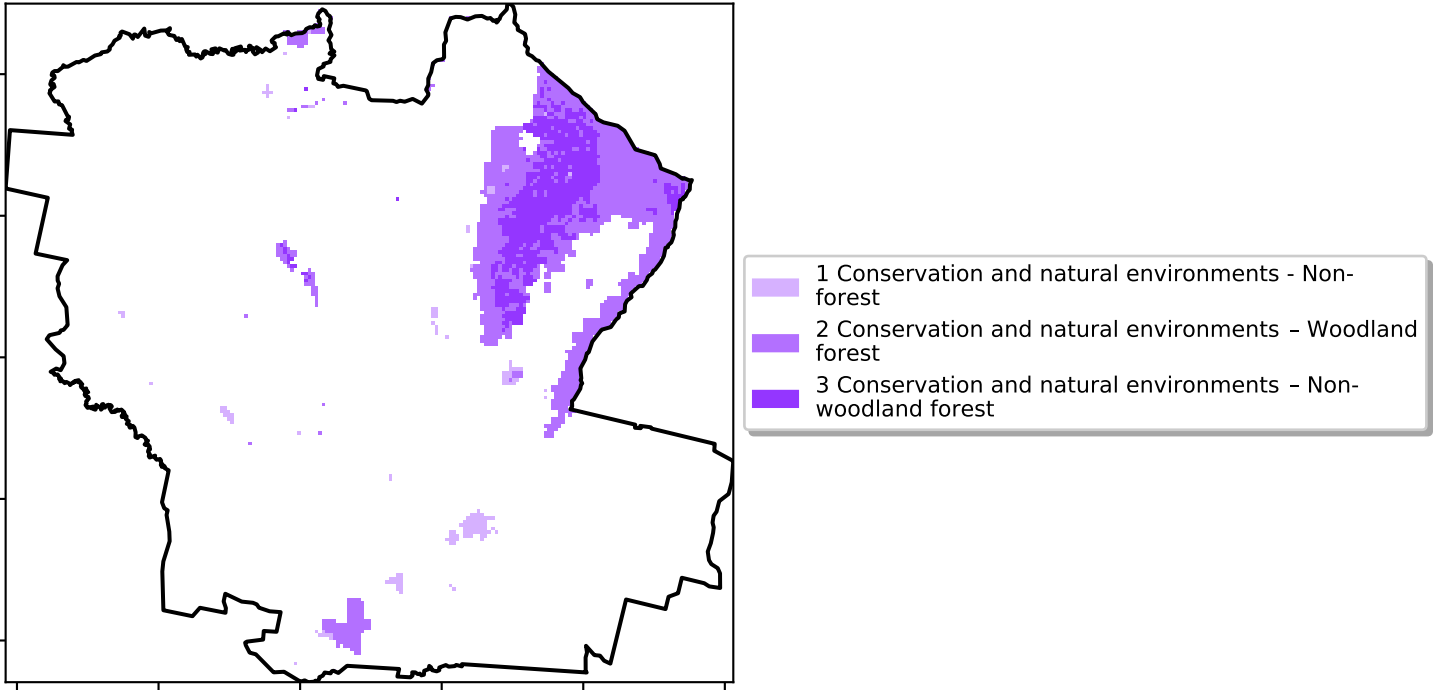 1 Conservation and natural environments - Non-
forest
2 Conservation and natural environments – Woodland
forest
3 Conservation and natural environments – Non-
woodland forest